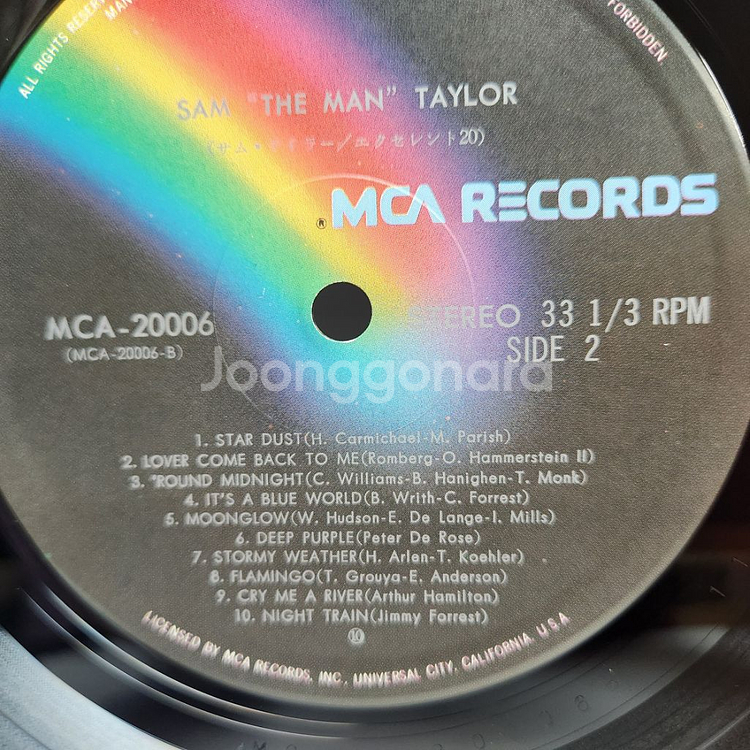 ALL RIGHTS RESER
MAN
FORBIDDEN
SAM "THE MAN" TAYLOR
(サム・テイラー/エクセレント20)
® MCA RECORDS
MCA-20006
(MCA-20006-B)
STEREO 33 1/3 RPM
SIDE 2
Joonggonara
1. STAR DUST(H. Carmichael-M. Parish)
2. LOVER COME BACK TO ME(Romberg-O. Hammerstein II)
3. 'ROUND MIDNIGHT(C. Williams-B. Hanighen-T. Monk)
4. IT'S A BLUE WORLD(B. Writh-C. Forrest)
5. MOONGLOW(W. Hudson-E. De Lange-I. Mills)
6. DEEP PURPLE(Peter De Rose)
7. STORMY WEATHER(H. Arlen-T. Koehler)
8. FLAMINGO(T. Grouya-E. Anderson)
9. CRY ME A RIVER(Arthur Hamilton)
10. NIGHT TRAIN(Jimmy Forrest)
LICENSED BY MCA RECORDS, INC., UNIVERSAL CITY, CALIFORNIA, U.S.A